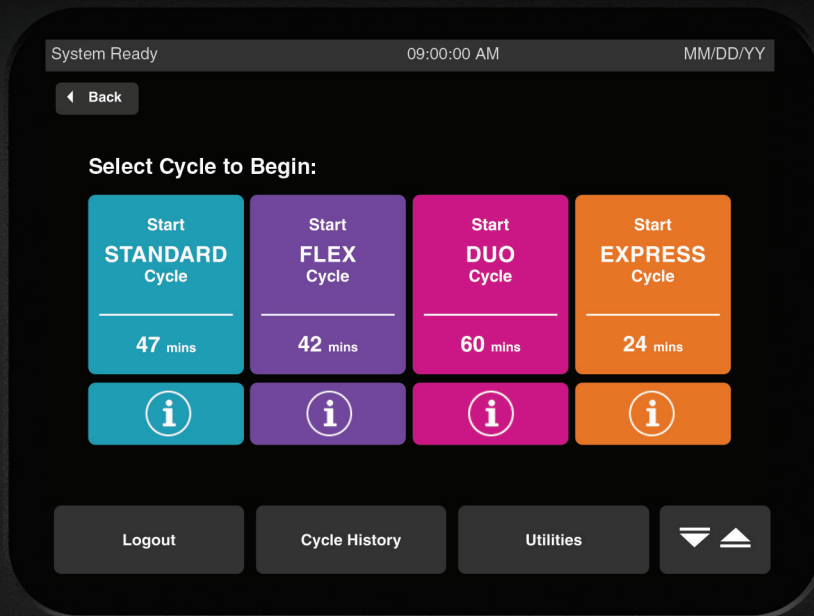 System Ready 09:00:00 AM MM/DD/YY
Back
Select Cycle to Begin:
Start STANDARD Cycle
47 mins
Start FLEX Cycle
42 mins
Start DUO Cycle
60 mins
Start EXPRESS Cycle
24 mins
i i i i
Logout Cycle History Utilities